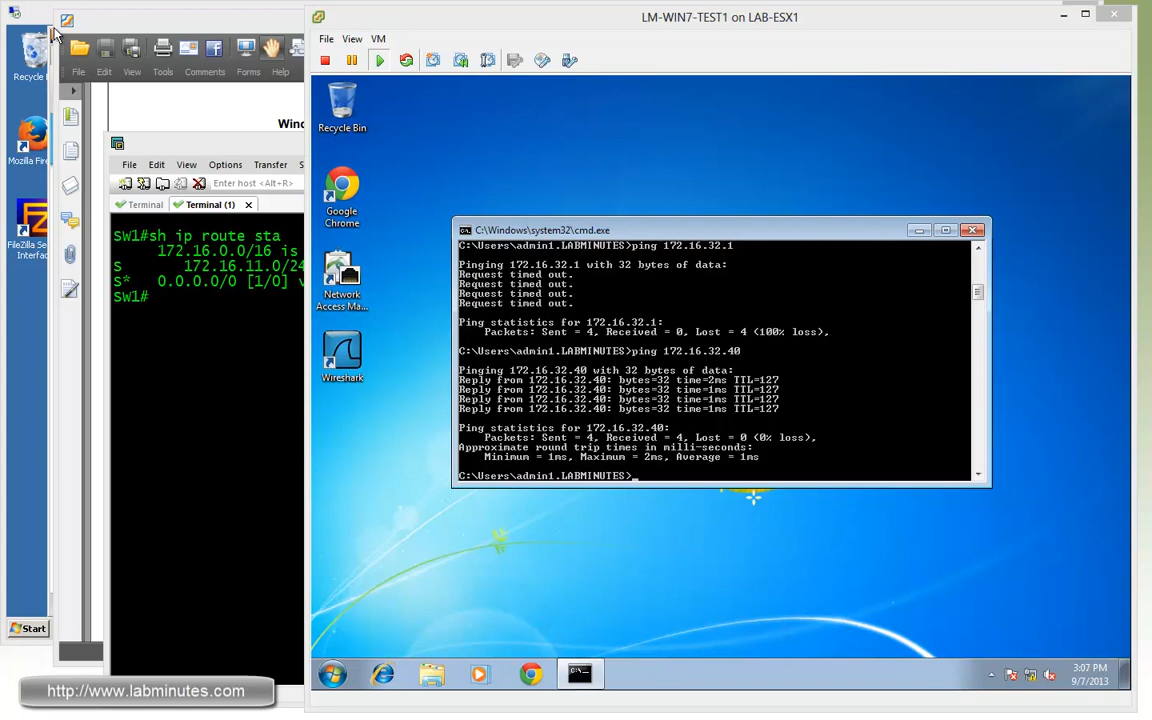 LM-WIN7-TEST1 on LAB-ESX1
File View VM
File Edit View Tools Comments Forms Help
Recycle
Mozilla Fire
FileZilla Se
Interfac
Start
File Edit View Options Transfer S
Enter host <Alt+R>
Terminal Terminal (1)
SW1#sh ip route sta
172.16.0.0/16 is
S 172.16.11.0/24
S* 0.0.0.0/0 [1/0] v
SW1#
Recycle Bin
Google
Chrome
Network
Access Ma...
Wireshark
C:\Windows\system32\cmd.exe
C:\Users\admin1.LABMINUTES>ping 172.16.32.1
Pinging 172.16.32.1 with 32 bytes of data:
Request timed out.
Request timed out.
Request timed out.
Request timed out.
Ping statistics for 172.16.32.1:
Packets: Sent = 4, Received = 0, Lost = 4 (100% loss),
C:\Users\admin1.LABMINUTES>ping 172.16.32.40
Pinging 172.16.32.40 with 32 bytes of data:
Reply from 172.16.32.40: bytes=32 time=2ms TTL=127
Reply from 172.16.32.40: bytes=32 time=1ms TTL=127
Reply from 172.16.32.40: bytes=32 time=1ms TTL=127
Reply from 172.16.32.40: bytes=32 time=1ms TTL=127
Ping statistics for 172.16.32.40:
Packets: Sent = 4, Received = 4, Lost = 0 (0% loss),
Approximate round trip times in milli-seconds:
Minimum = 1ms, Maximum = 2ms, Average = 1ms
C:\Users\admin1.LABMINUTES>_
3:07 PM
9/7/2013
http://www.labminutes.com